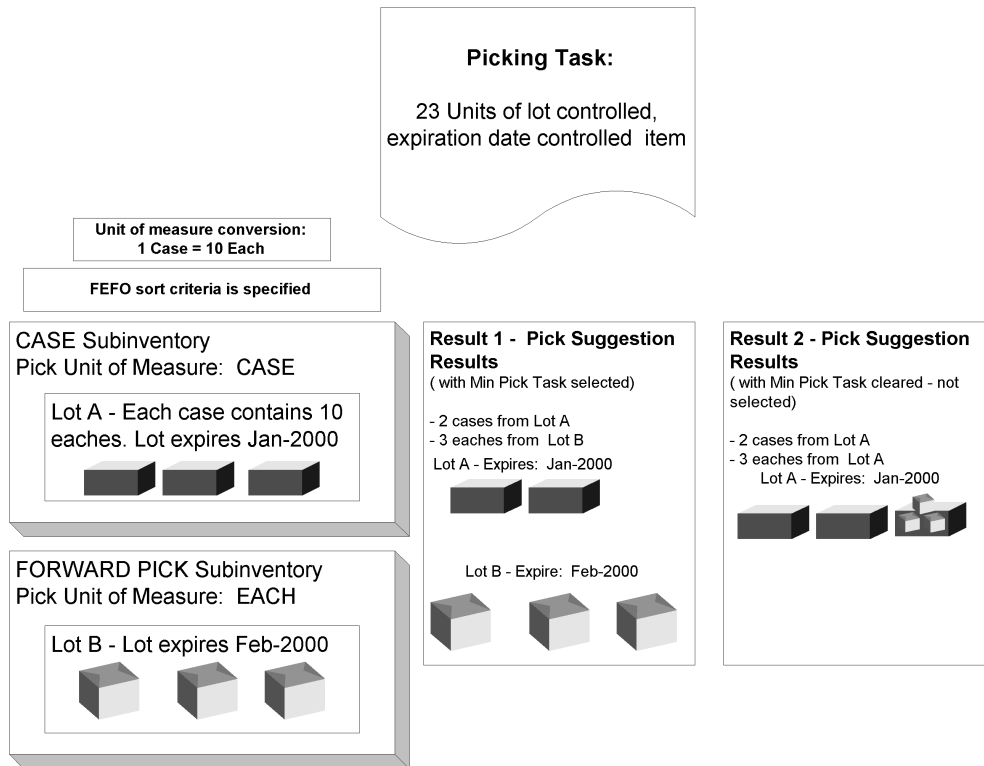 Picking Task:
23 Units of lot controlled,
expiration date controlled item
Unit of measure conversion:
1 Case = 10 Each
FEFO sort criteria is specified
CASE Subinventory
Pick Unit of Measure: CASE
Lot A - Each case contains 10
eaches. Lot expires Jan-2000
FORWARD PICK Subinventory
Pick Unit of Measure: EACH
Lot B - Lot expires Feb-2000
Result 1 - Pick Suggestion
Results
( with Min Pick Task selected)
- 2 cases from Lot A
- 3 eaches from Lot B
Lot A - Expires: Jan-2000
Lot B - Expire: Feb-2000
Result 2 - Pick Suggestion
Results
( with Min Pick Task cleared - not
selected)
- 2 cases from Lot A
- 3 eaches from Lot A
Lot A - Expires: Jan-2000